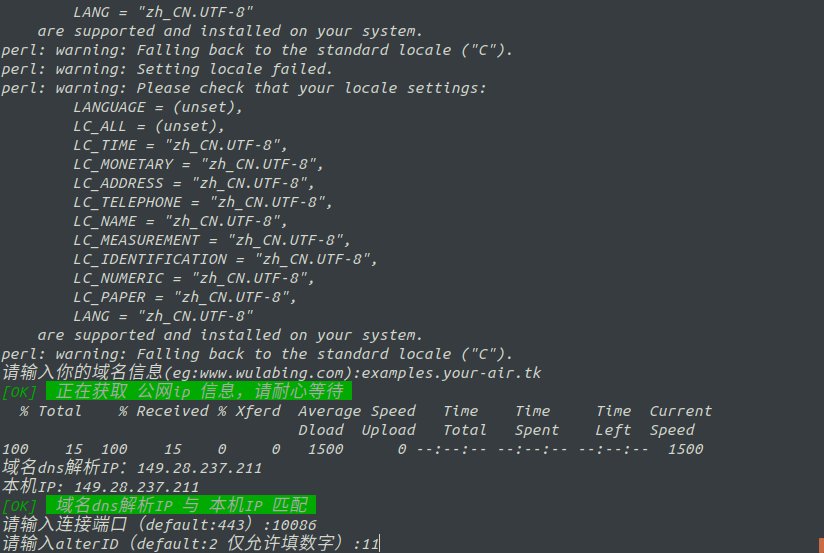 LANG = "zh_CN.UTF-8"
are supported and installed on your system.
perl: warning: Falling back to the standard locale ("C").
perl: warning: Setting locale failed.
perl: warning: Please check that your locale settings:
LANGUAGE = (unset),
LC_ALL = (unset),
LC_TIME = "zh_CN.UTF-8",
LC_MONETARY = "zh_CN.UTF-8",
LC_ADDRESS = "zh_CN.UTF-8",
LC_TELEPHONE = "zh_CN.UTF-8",
LC_NAME = "zh_CN.UTF-8",
LC_MEASUREMENT = "zh_CN.UTF-8",
LC_IDENTIFICATION = "zh_CN.UTF-8",
LC_NUMERIC = "zh_CN.UTF-8",
LC_PAPER = "zh_CN.UTF-8",
LANG = "zh_CN.UTF-8"
are supported and installed on your system.
perl: warning: Falling back to the standard locale ("C").
请输入你的域名信息(eg:www.wulabing.com):examples.your-air.tk
[OK] 正在获取 公网ip 信息，请耐心等待
% Total % Received % Xferd Average Speed Time Time Time Current
Dload Upload Total Spent Left Speed
100 15 100 15 0 0 1500 0 --:--:-- --:--:-- --:--:-- 1500
域名dns解析IP：149.28.237.211
本机IP: 149.28.237.211
[OK] 域名dns解析IP 与 本机IP 匹配
请输入连接端口（default:443）:10086
请输入alterID（default:2 仅允许填数字）:11